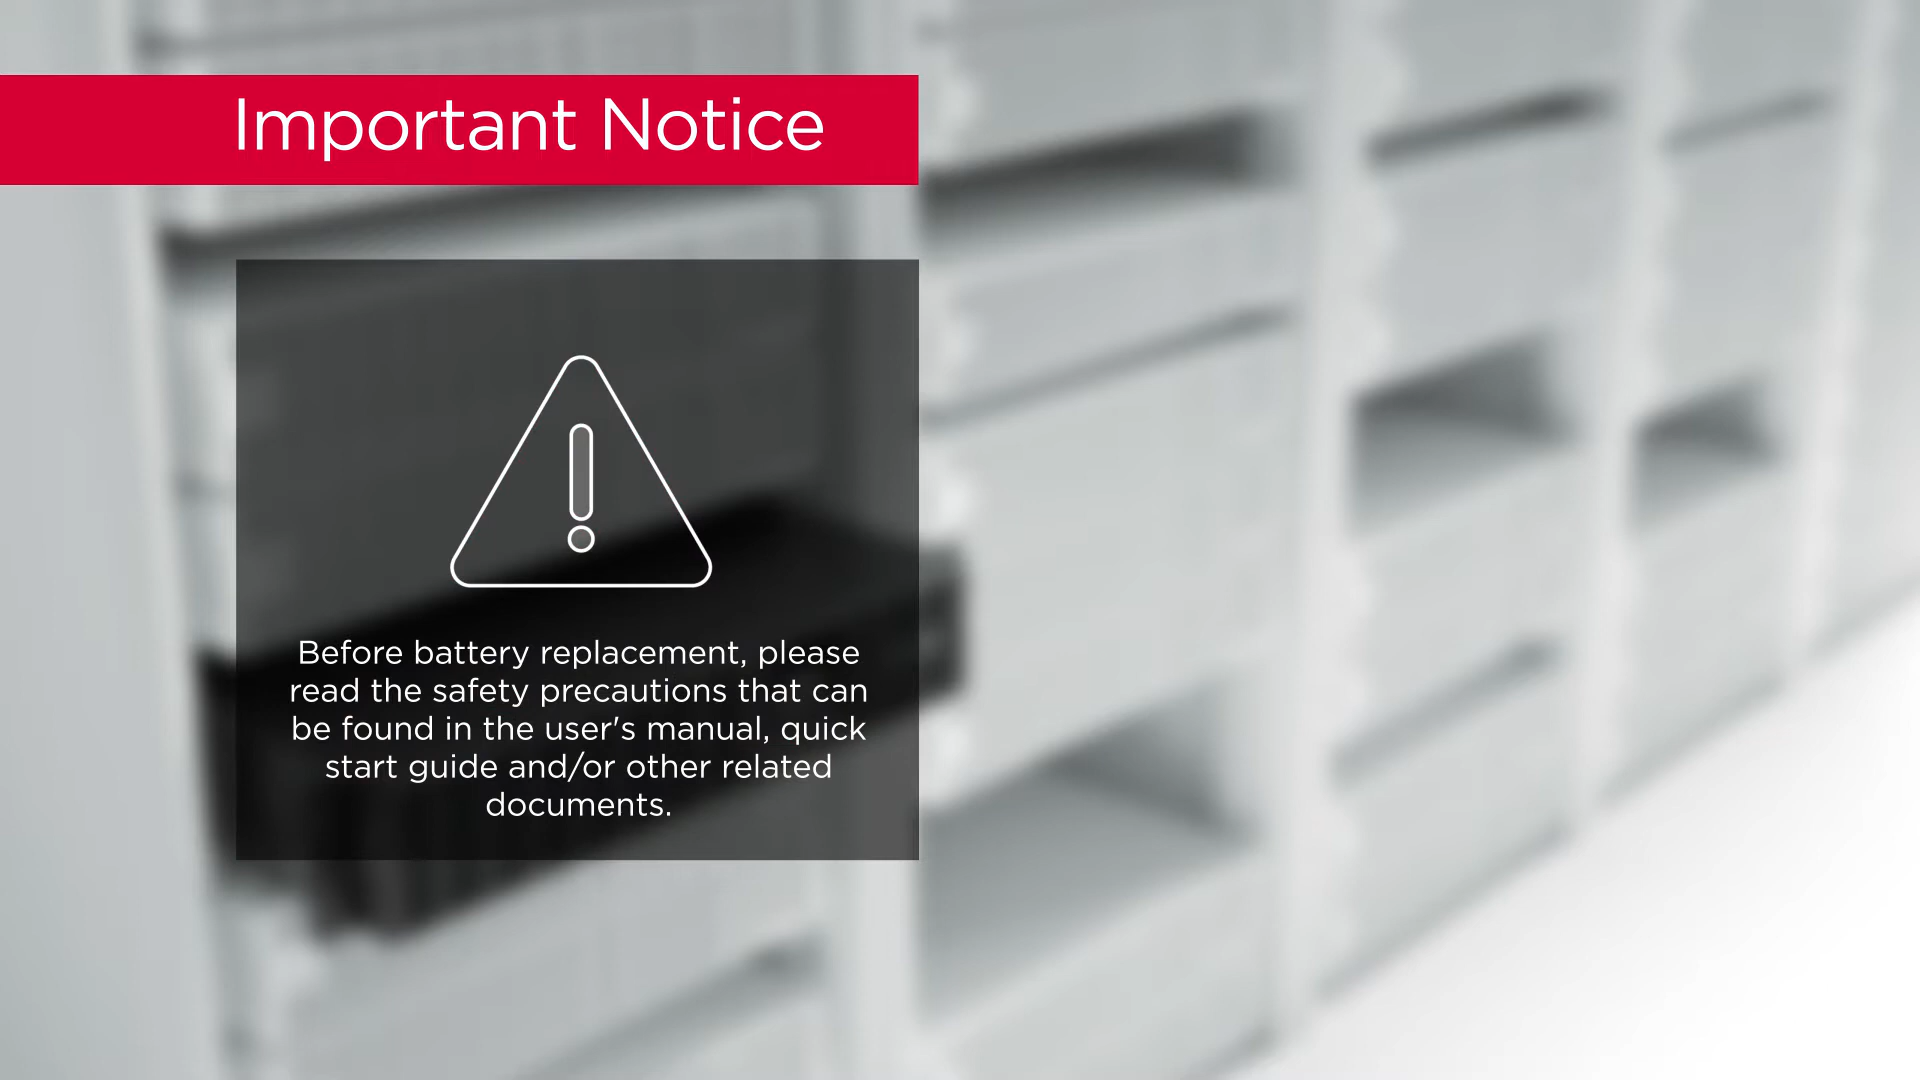 Important Notice
Before battery replacement, please
read the safety precautions that can
be found in the user's manual, quick
start guide and/or other related
documents.